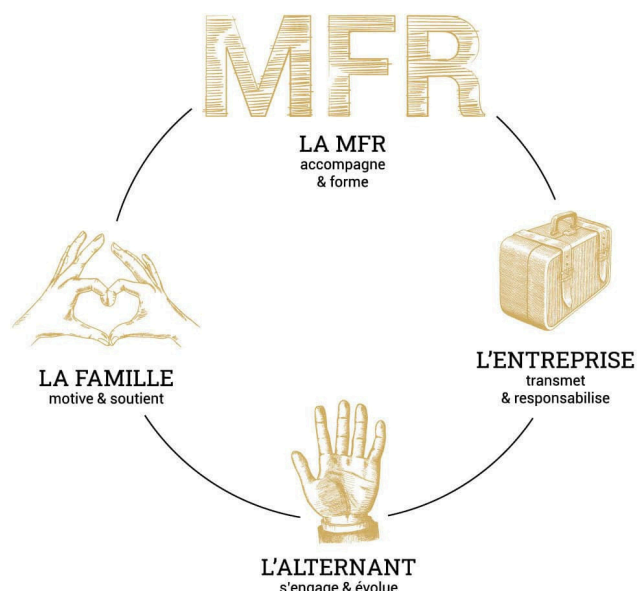 MFR
LA MFR
accompagne
& forme
LA FAMILLE
motive & soutient
L'ENTREPRISE
transmet
& responsabilise
L'ALTERNANT
s'engage & évolue